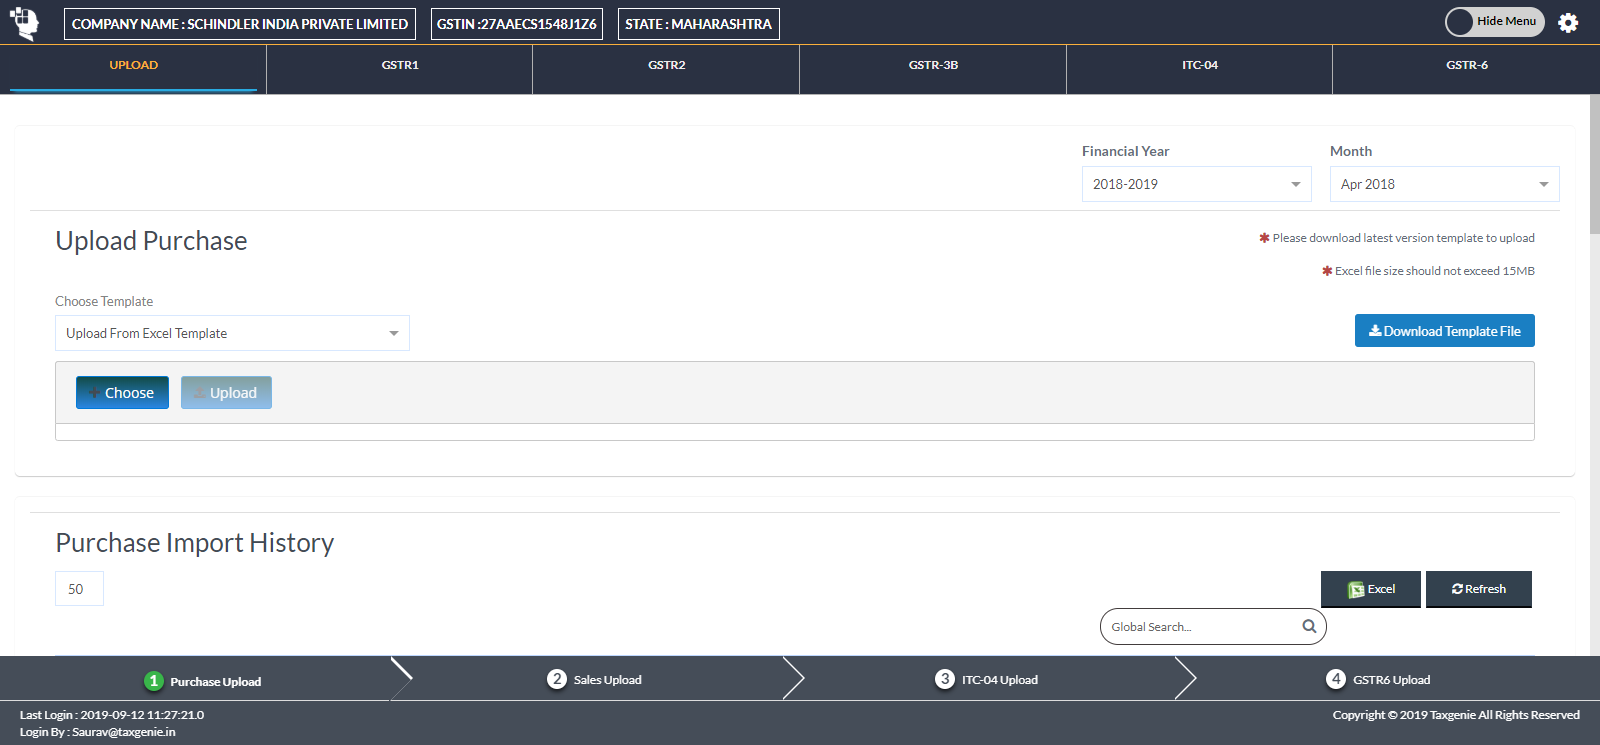 COMPANY NAME : SCHINDLER INDIA PRIVATE LIMITED
GSTIN :27AAECS1548J1Z6
STATE : MAHARASHTRA
Hide Menu
UPLOAD
GSTR1
GSTR2
GSTR-3B
ITC-04
GSTR-6
Financial Year
Month
2018-2019
Apr 2018
Upload Purchase
✱ Please download latest version template to upload
✱ Excel file size should not exceed 15MB
Choose Template
Upload From Excel Template
Download Template File
Choose
Upload
Purchase Import History
50
Excel
Refresh
Global Search...
1 Purchase Upload
2 Sales Upload
3 ITC-04 Upload
4 GSTR6 Upload
Last Login : 2019-09-12 11:27:21.0
Copyright © 2019 Taxgenie All Rights Reserved
Login By : Saurav@taxgenie.in